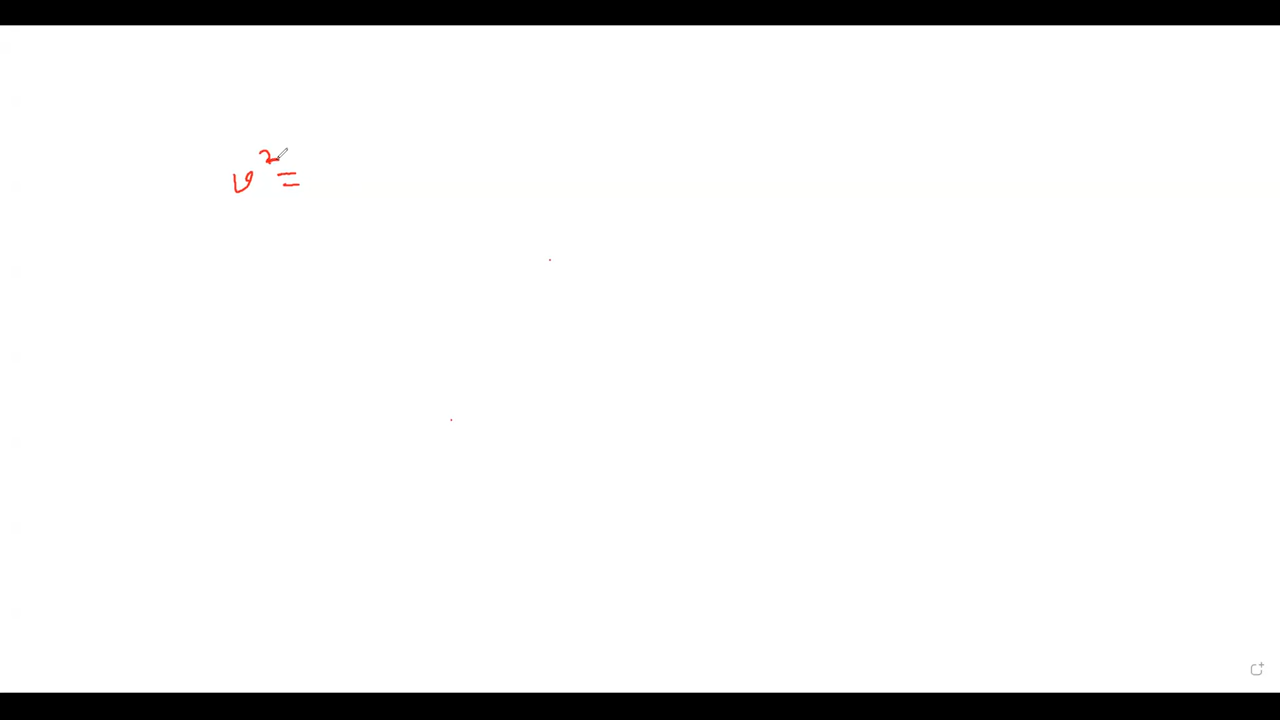 v² =